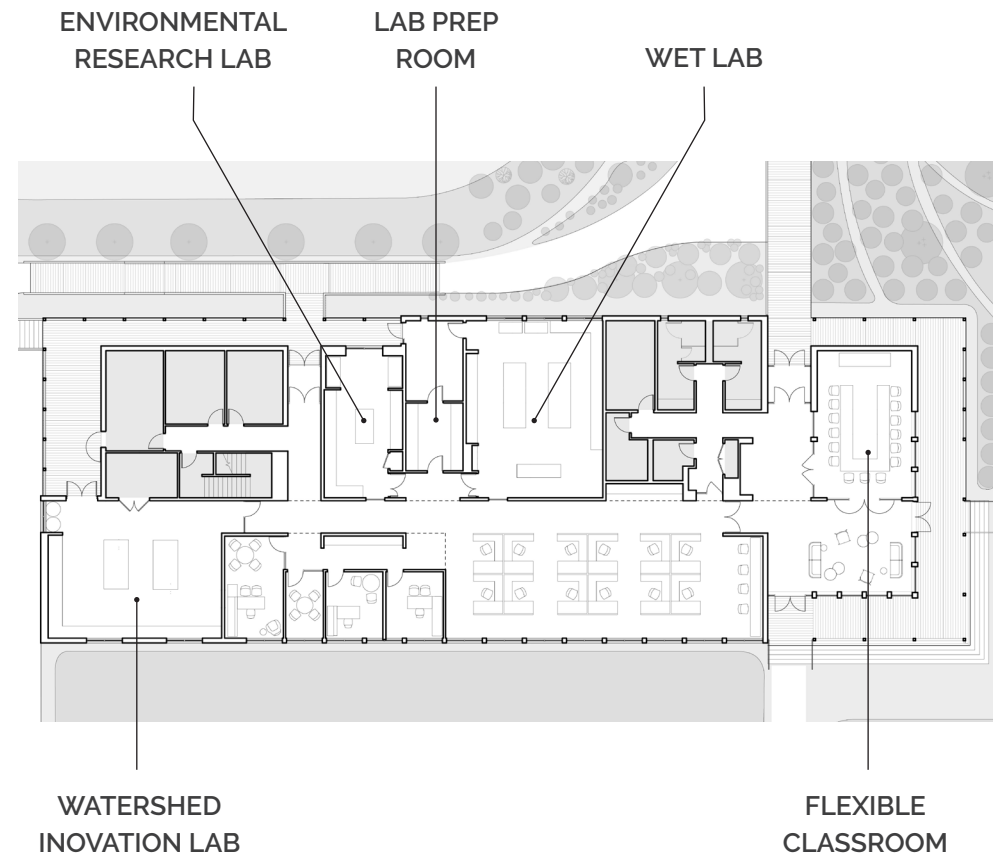 ENVIRONMENTAL
RESEARCH LAB
LAB PREP
ROOM
WET LAB
WATERSHED
INOVATION LAB
FLEXIBLE
CLASSROOM